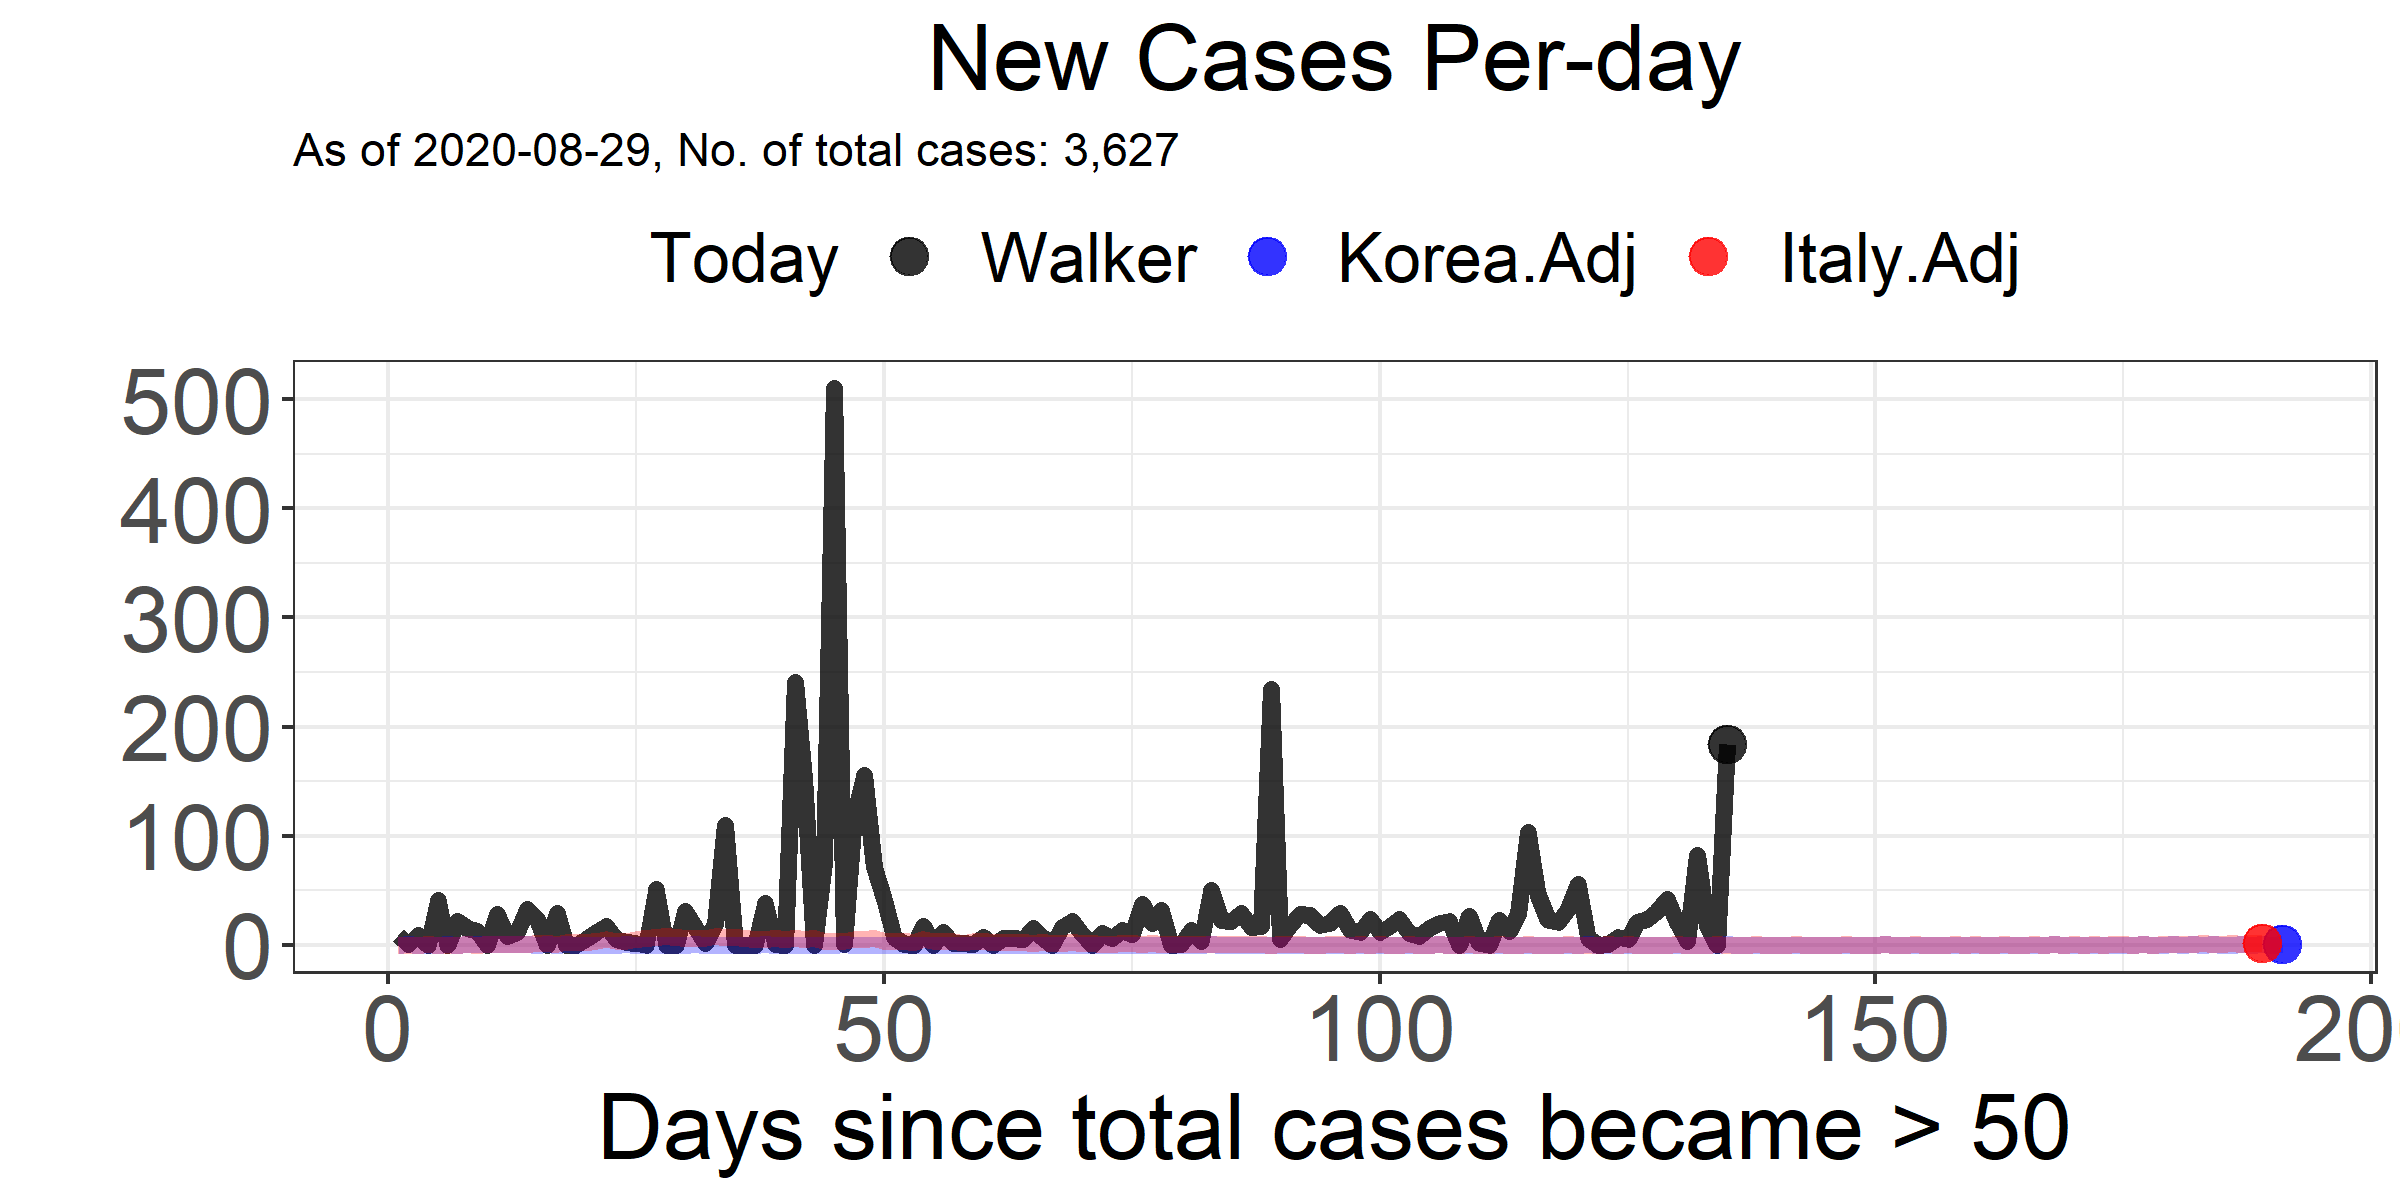 New Cases Per-day
As of 2020-08-29, No. of total cases: 3,627
Today Walker Korea.Adj Italy.Adj
500
400
300
200
100
0
0 50 100 150 20
Days since total cases became > 50